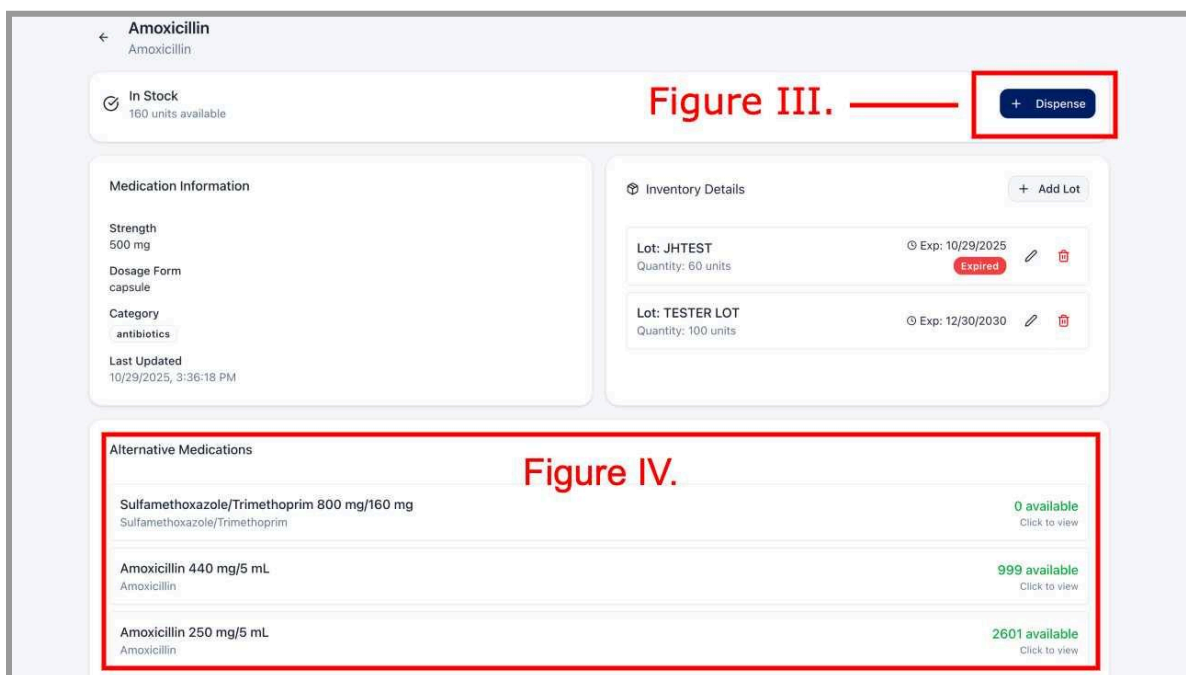 Amoxicillin
Amoxicillin
In Stock
160 units available
Figure III.
+ Dispense
Medication Information
Strength
500 mg
Dosage Form
capsule
Category
antibiotics
Last Updated
10/29/2025, 3:36:18 PM
Inventory Details
+ Add Lot
Lot: JHTEST
Quantity: 60 units
Exp: 10/29/2025
Expired
Lot: TESTER LOT
Quantity: 100 units
Exp: 12/30/2030
Alternative Medications
Figure IV.
Sulfamethoxazole/Trimethoprim 800 mg/160 mg
Sulfamethoxazole/Trimethoprim
0 available
Click to view
Amoxicillin 440 mg/5 mL
Amoxicillin
999 available
Click to view
Amoxicillin 250 mg/5 mL
Amoxicillin
2601 available
Click to view